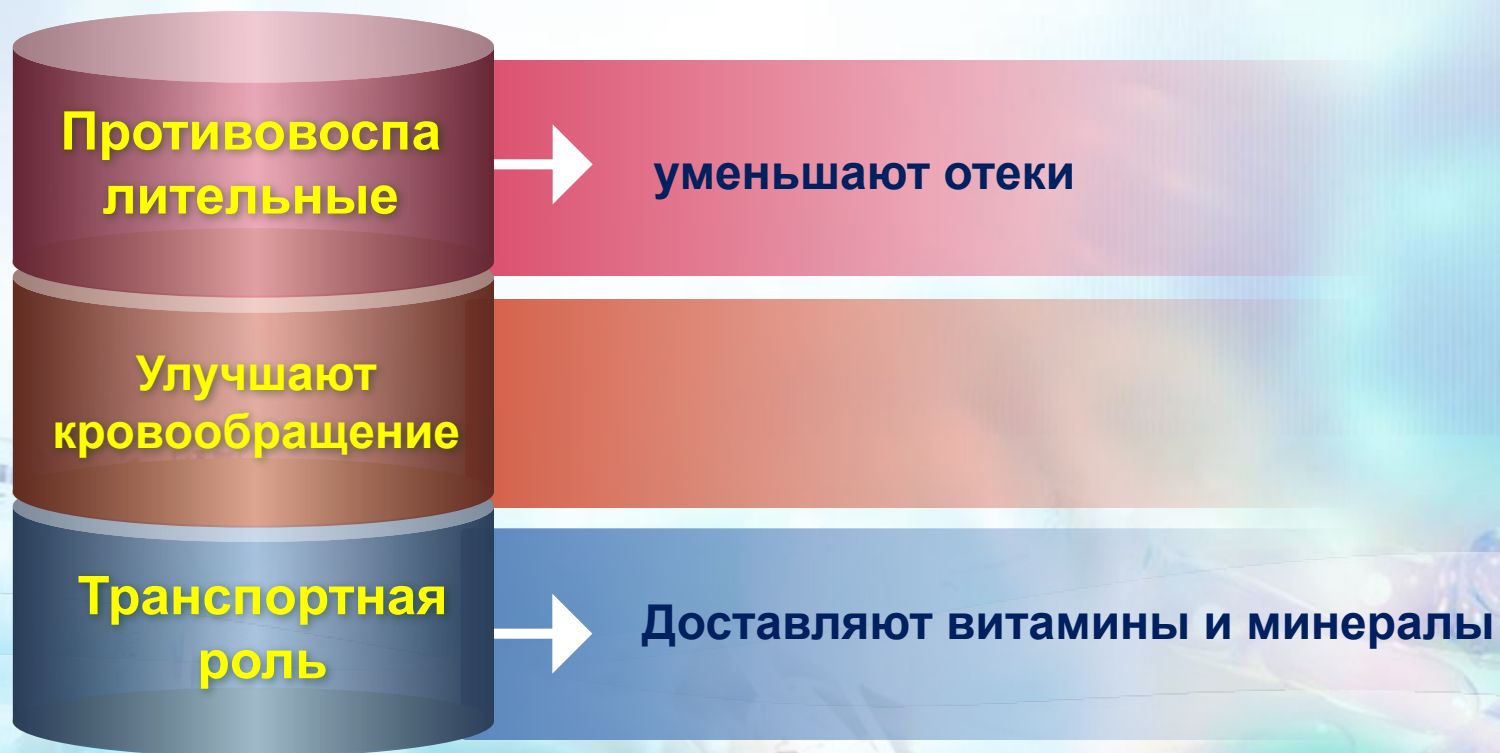 Противовоспа
лительные
уменьшают отеки
Улучшают
кровообращение
Транспортная
роль
Доставляют витамины и минералы